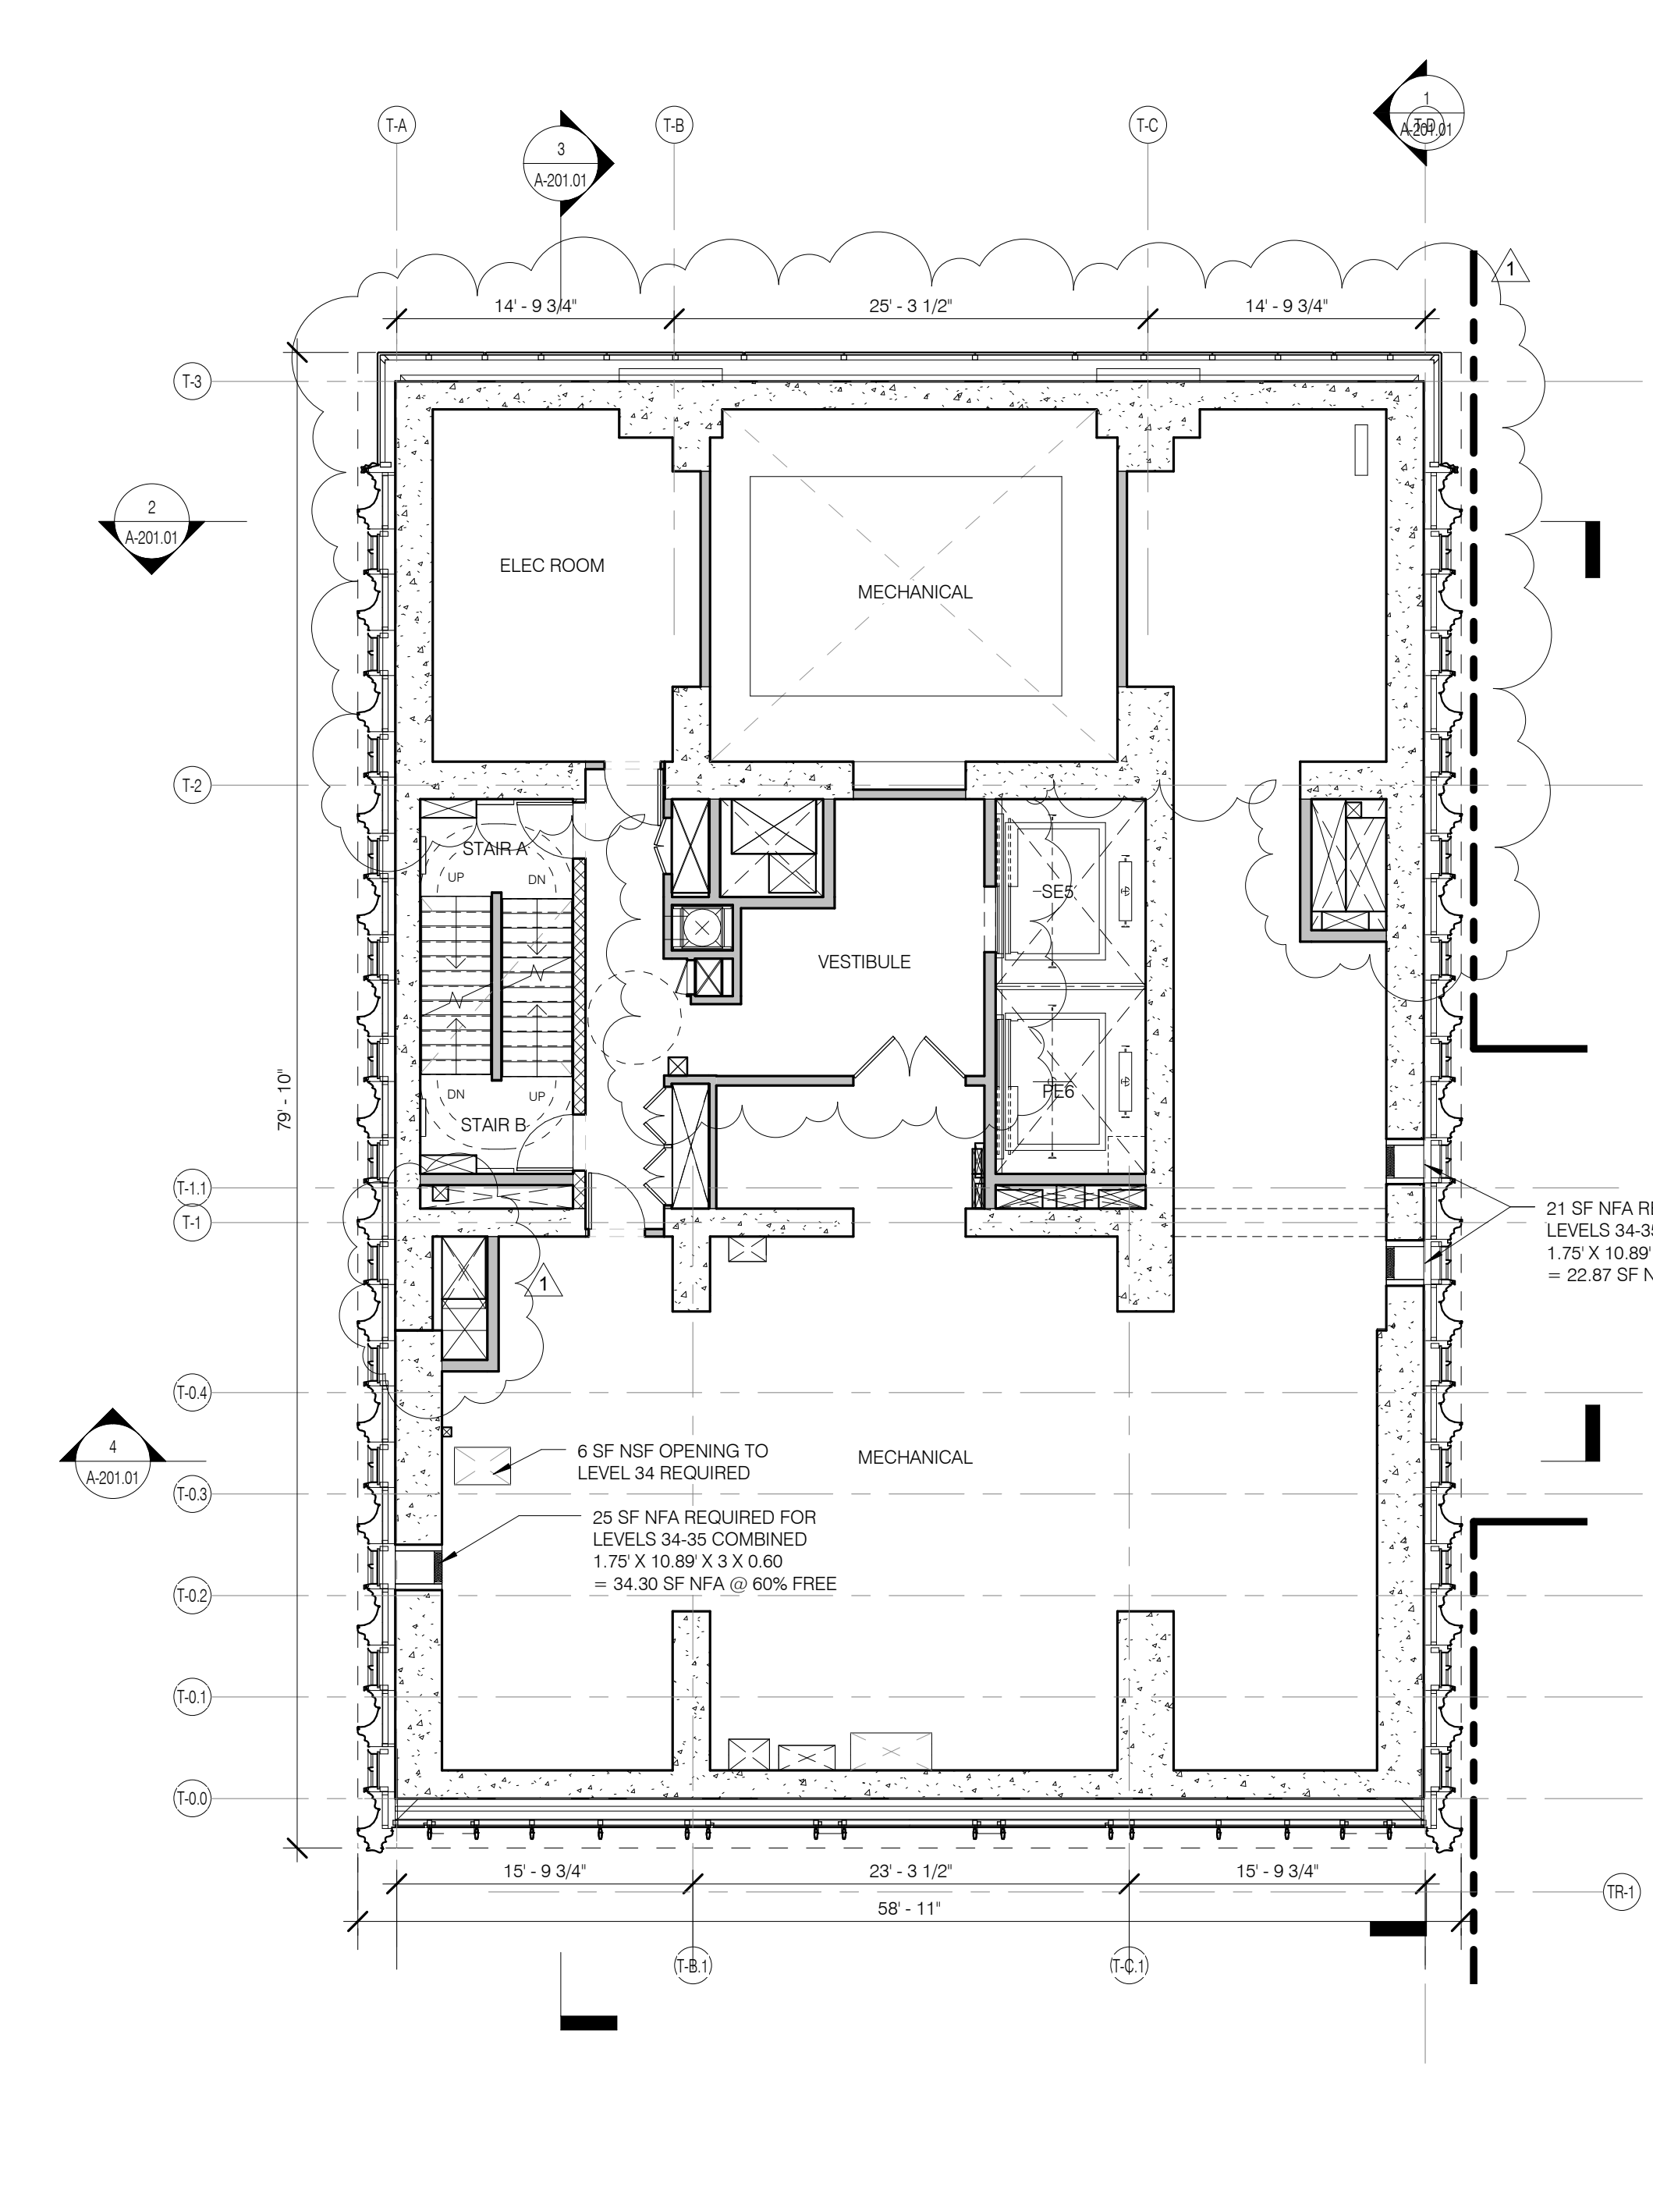 T-A
T-B
T-C
1
T-D
A-201.01
3
A-201.01
1
14' - 9 3/4"
25' - 3 1/2"
14' - 9 3/4"
T-3
2
A-201.01
ELEC ROOM
MECHANICAL
T-2
STAIR A
UP
DN
SE5
VESTIBULE
79' - 10"
DN
UP
PE6
STAIR B
T-1.1
T-1
21 SF NFA
LEVELS
1.75' X 10.89'
= 22.87 SF
1
T-0.4
4
A-201.01
6 SF NSF OPENING TO
LEVEL 34 REQUIRED
MECHANICAL
T-0.3
25 SF NFA REQUIRED FOR
LEVELS 34-35 COMBINED
1.75' X 10.89' X 3 X 0.60
= 34.30 SF NFA @ 60% FREE
T-0.2
T-0.1
T-0.0
15' - 9 3/4"
23' - 3 1/2"
15' - 9 3/4"
TR-1
58' - 11"
T-B.1
T-C.1